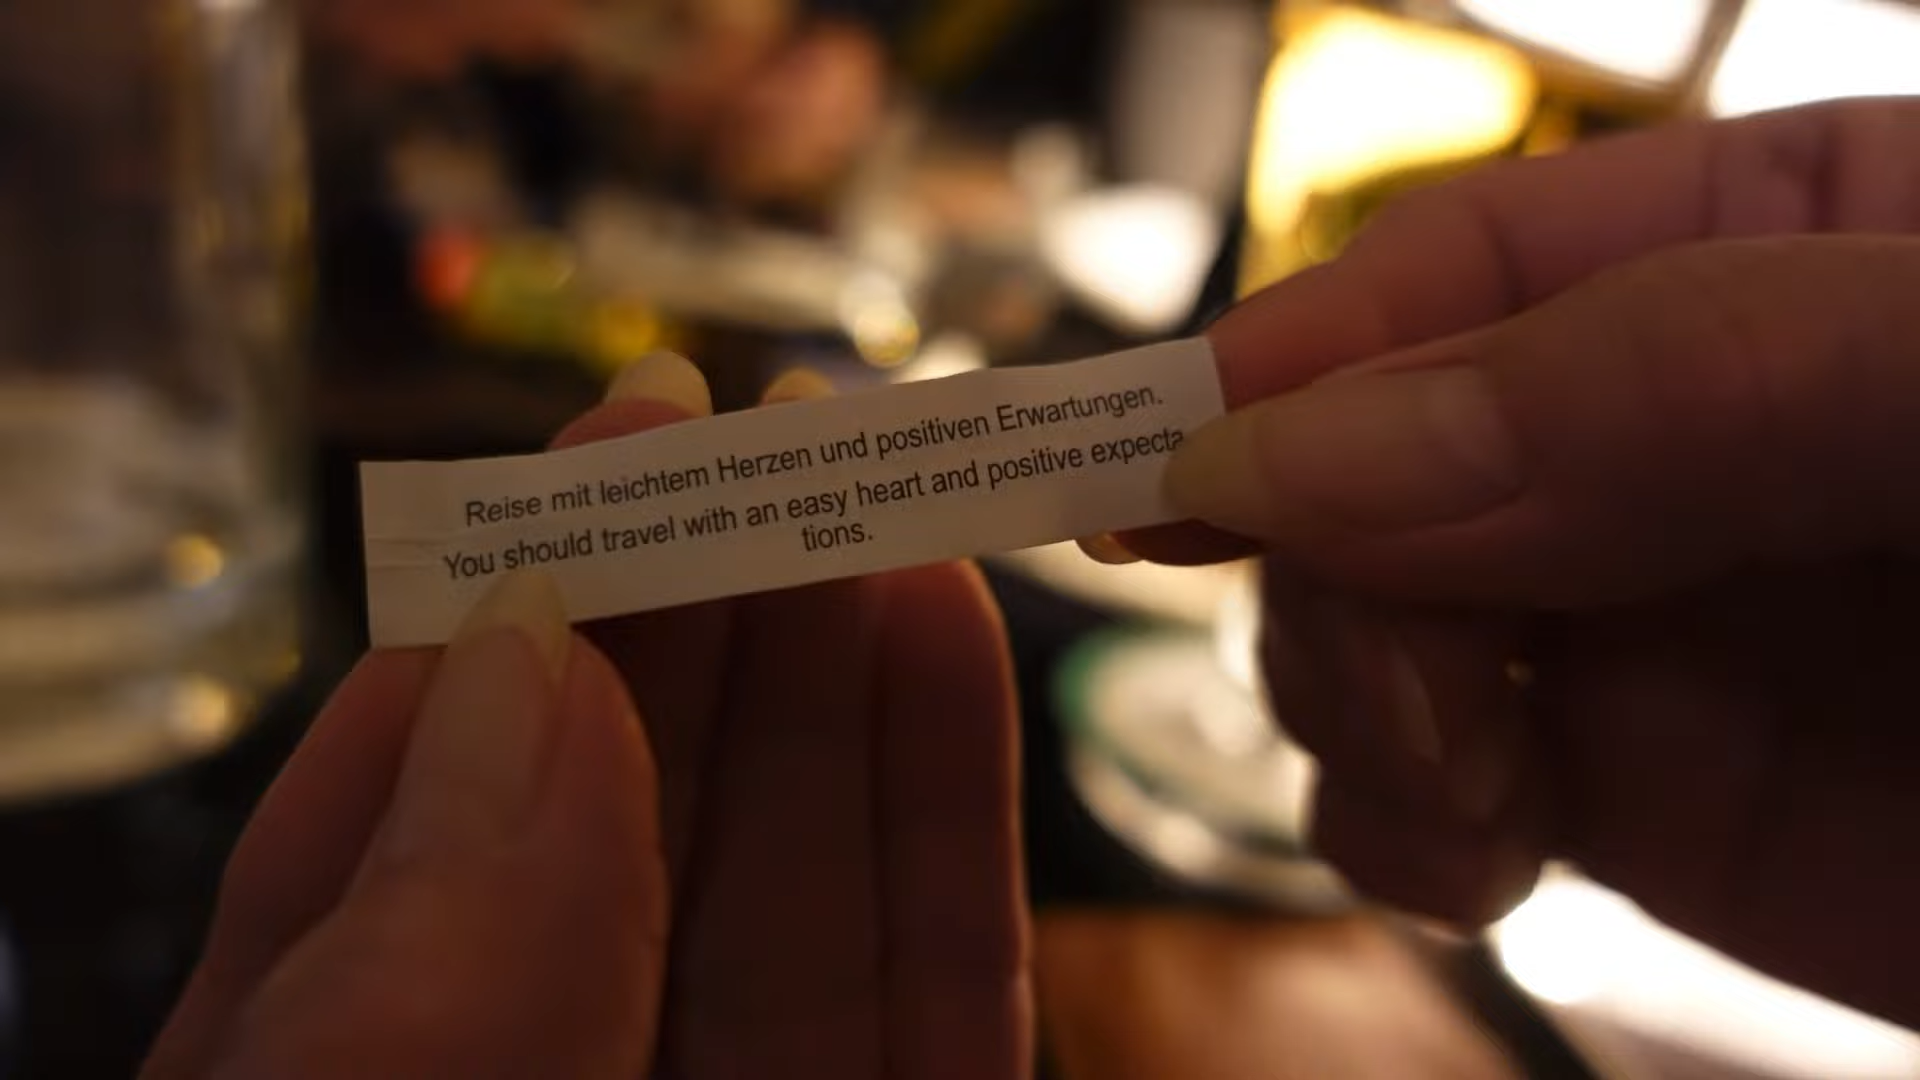 Reise mit leichtem Herzen und positiven Erwartungen.
You should travel with an easy heart and positive expecta
tions.